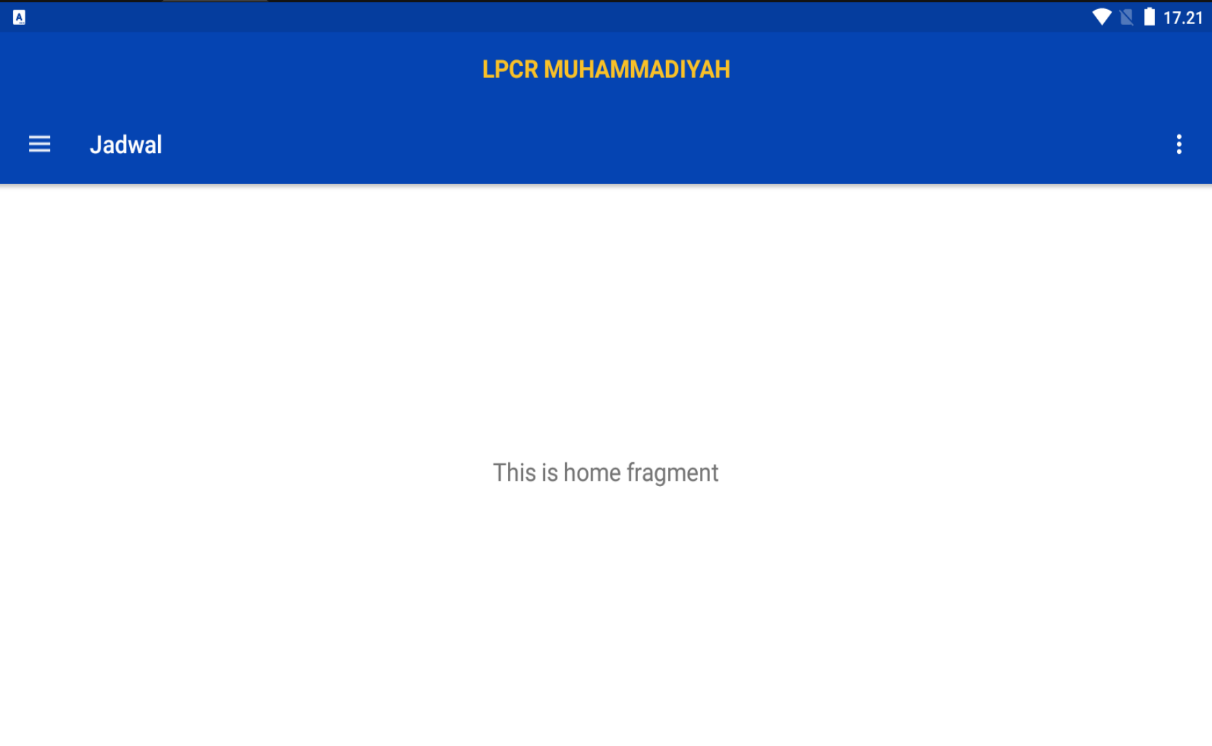 A
17.21
LPCR MUHAMMADIYAH
Jadwal
This is home fragment